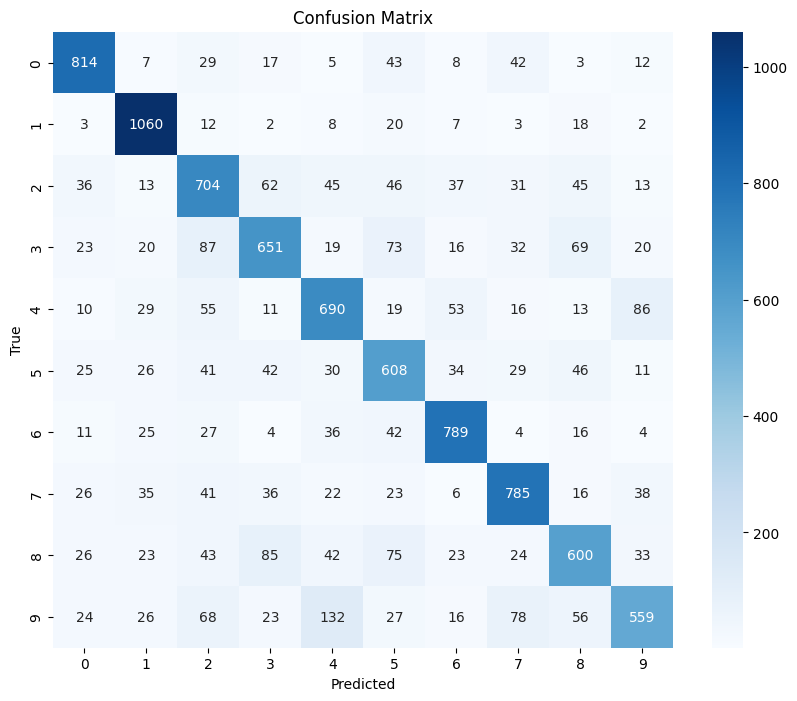 Confusion Matrix
0 814 7 29 17 5 43 8 42 3 12
1 3 1060 12 2 8 20 7 3 18 2
2 36 13 704 62 45 46 37 31 45 13
3 23 20 87 651 19 73 16 32 69 20
4 10 29 55 11 690 19 53 16 13 86
5 25 26 41 42 30 608 34 29 46 11
6 11 25 27 4 36 42 789 4 16 4
7 26 35 41 36 22 23 6 785 16 38
8 26 23 43 85 42 75 23 24 600 33
9 24 26 68 23 132 27 16 78 56 559
0 1 2 3 4 5 6 7 8 9
Predicted
True
1000
800
600
400
200